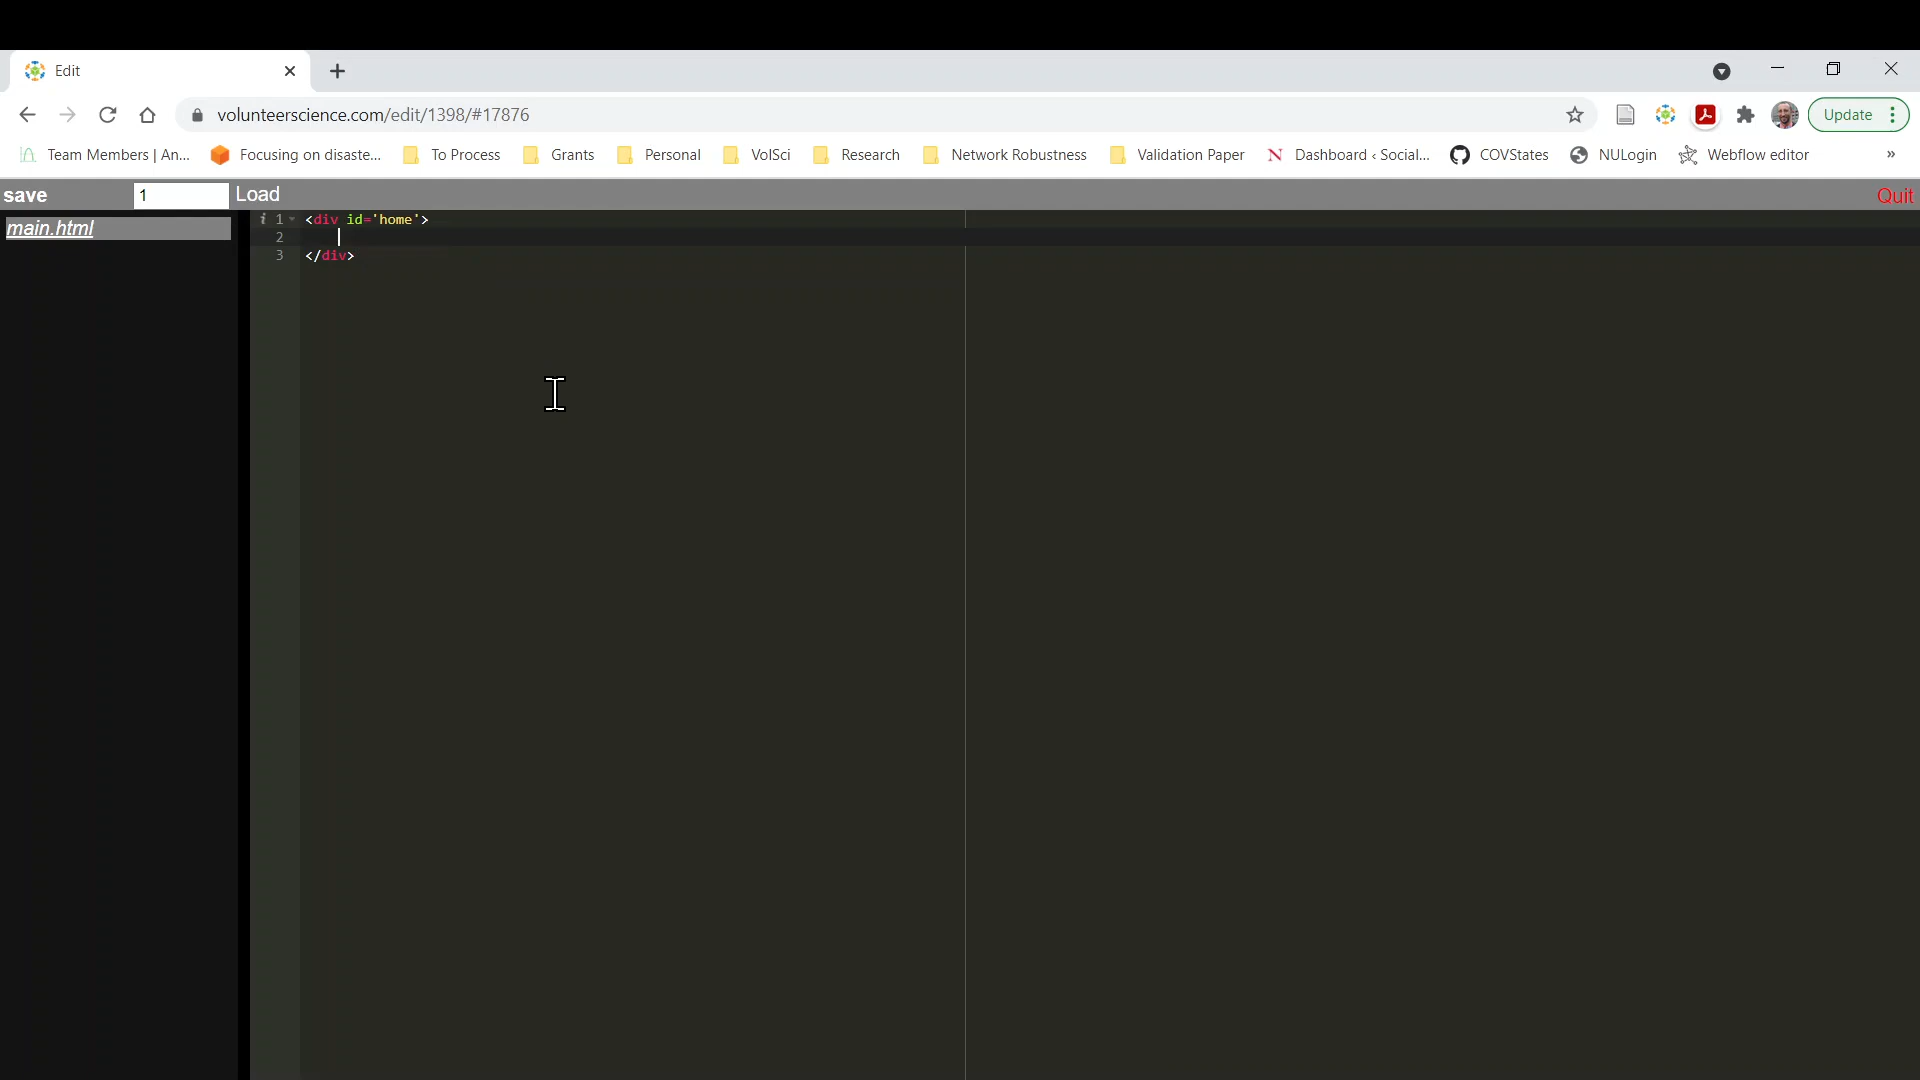 Edit
volunteerscience.com/edit/1398/#17876
Update
Team Members | An...
Focusing on disaste...
To Process
Grants
Personal
VolSci
Research
Network Robustness
Validation Paper
Dashboard ‹ Social...
COVStates
NULogin
Webflow editor
»
save
1
Load
Quit
main.html
i 1 <div id='home'>
2
3 </div>